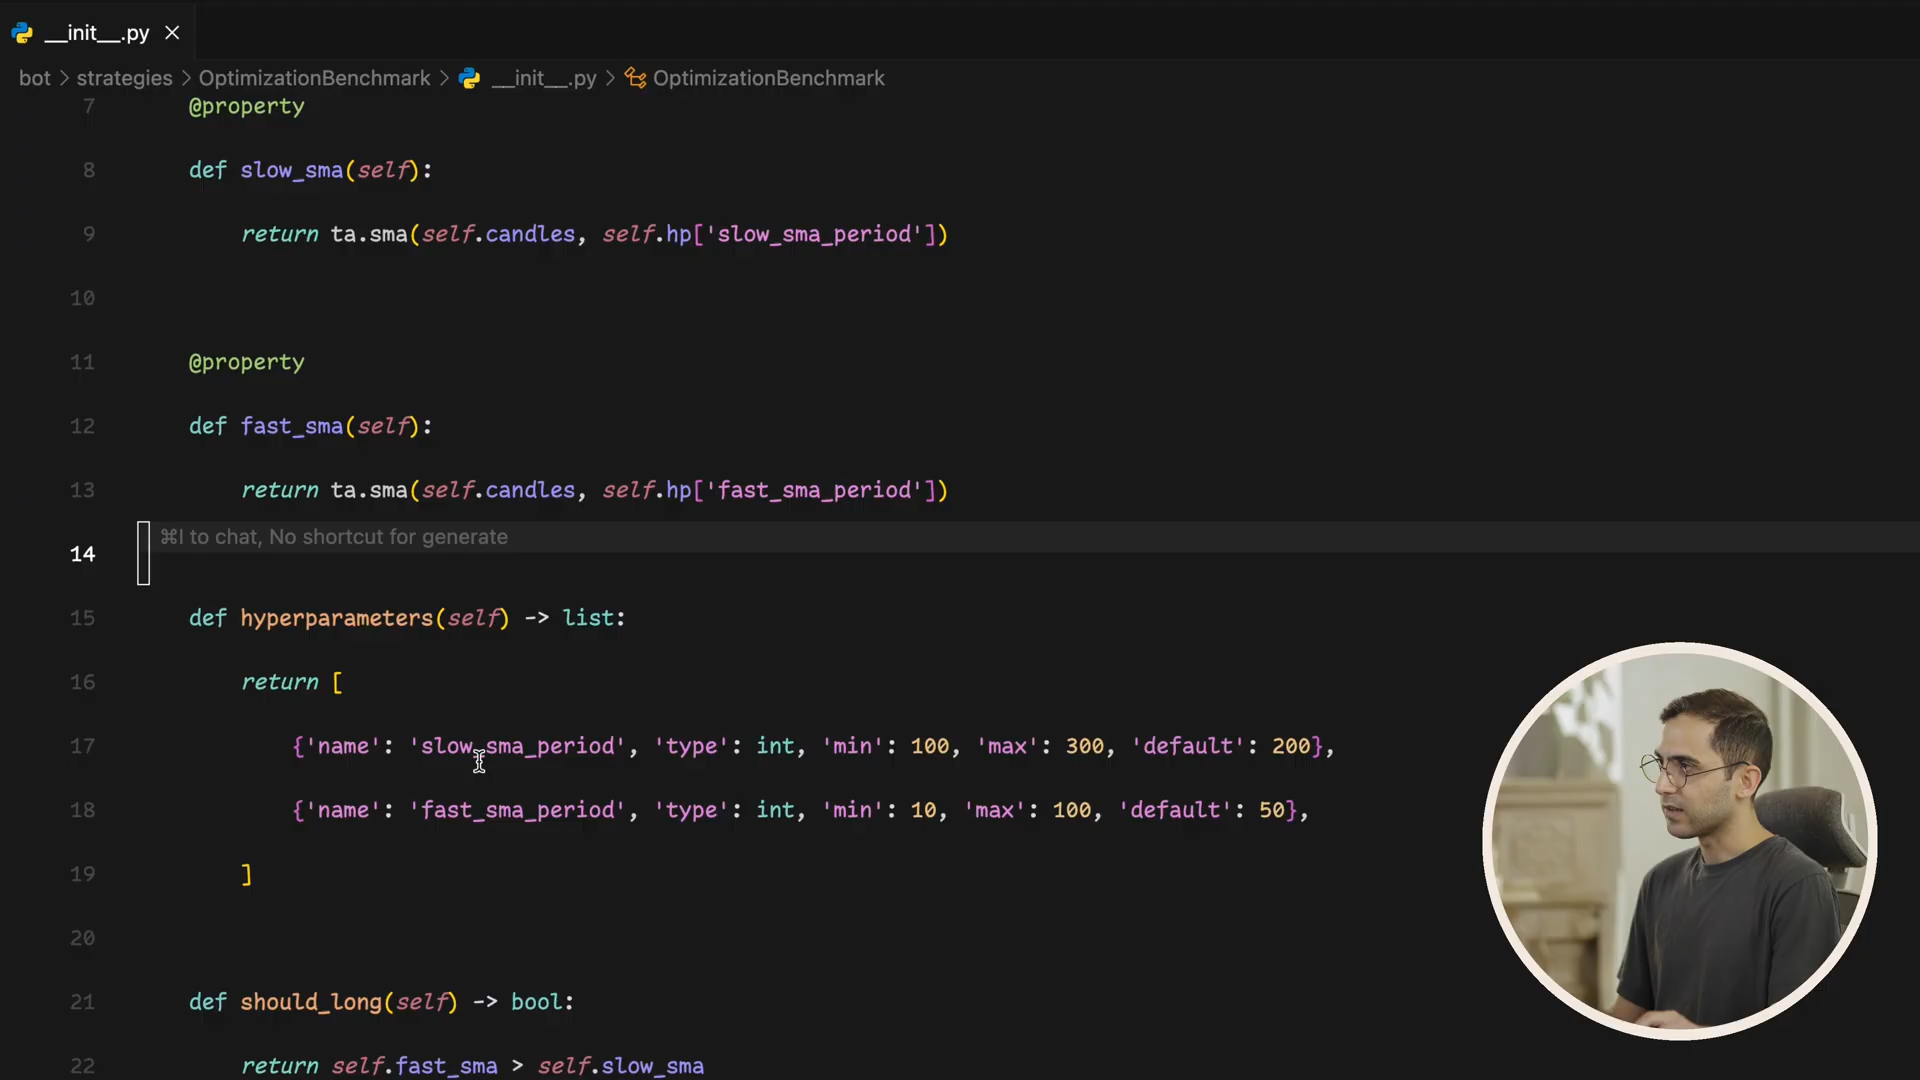 __init__.py
bot > strategies > OptimizationBenchmark > __init__.py > OptimizationBenchmark
7 @property
8 def slow_sma(self):
9 return ta.sma(self.candles, self.hp['slow_sma_period'])
10
11 @property
12 def fast_sma(self):
13 return ta.sma(self.candles, self.hp['fast_sma_period'])
14 ⌘I to chat, No shortcut for generate
15 def hyperparameters(self) -> list:
16 return [
17 {'name': 'slow_sma_period', 'type': int, 'min': 100, 'max': 300, 'default': 200},
18 {'name': 'fast_sma_period', 'type': int, 'min': 10, 'max': 100, 'default': 50},
19 ]
20
21 def should_long(self) -> bool:
22 return self.fast_sma > self.slow_sma